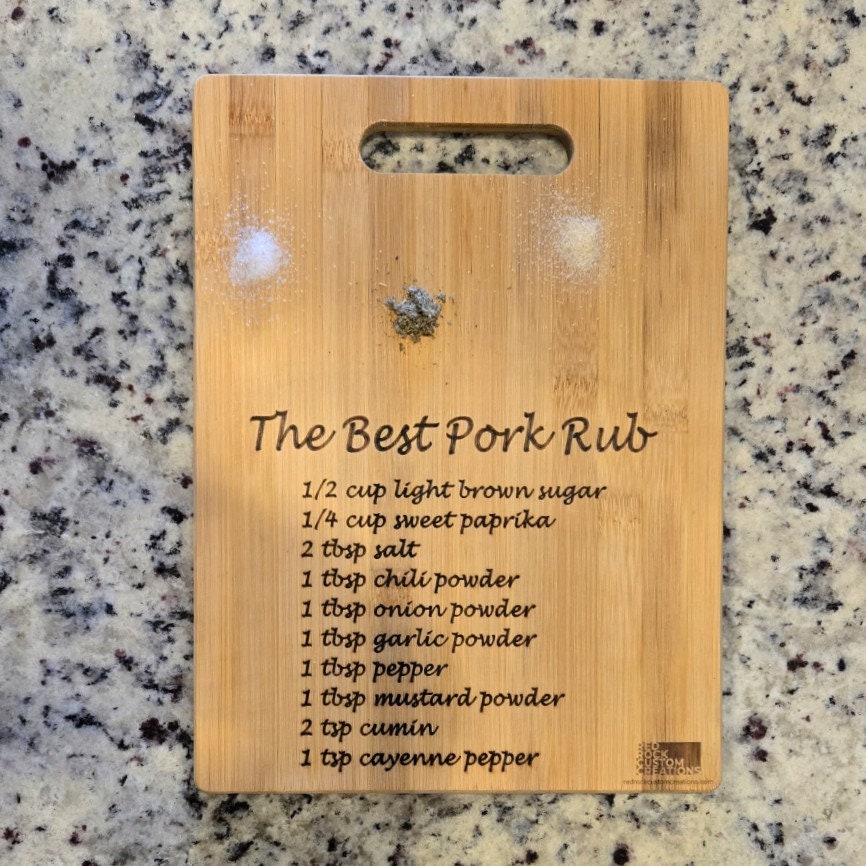 The Best Pork Rub
1/2 cup light brown sugar
1/4 cup sweet paprika
2 tbsp salt
1 tbsp chili powder
1 tbsp onion powder
1 tbsp garlic powder
1 tbsp pepper
1 tbsp mustard powder
2 tsp cumin
1 tsp cayenne pepper
RED
ROCK
CUSTOM
CREATIONS
redrockcustomcreations.com